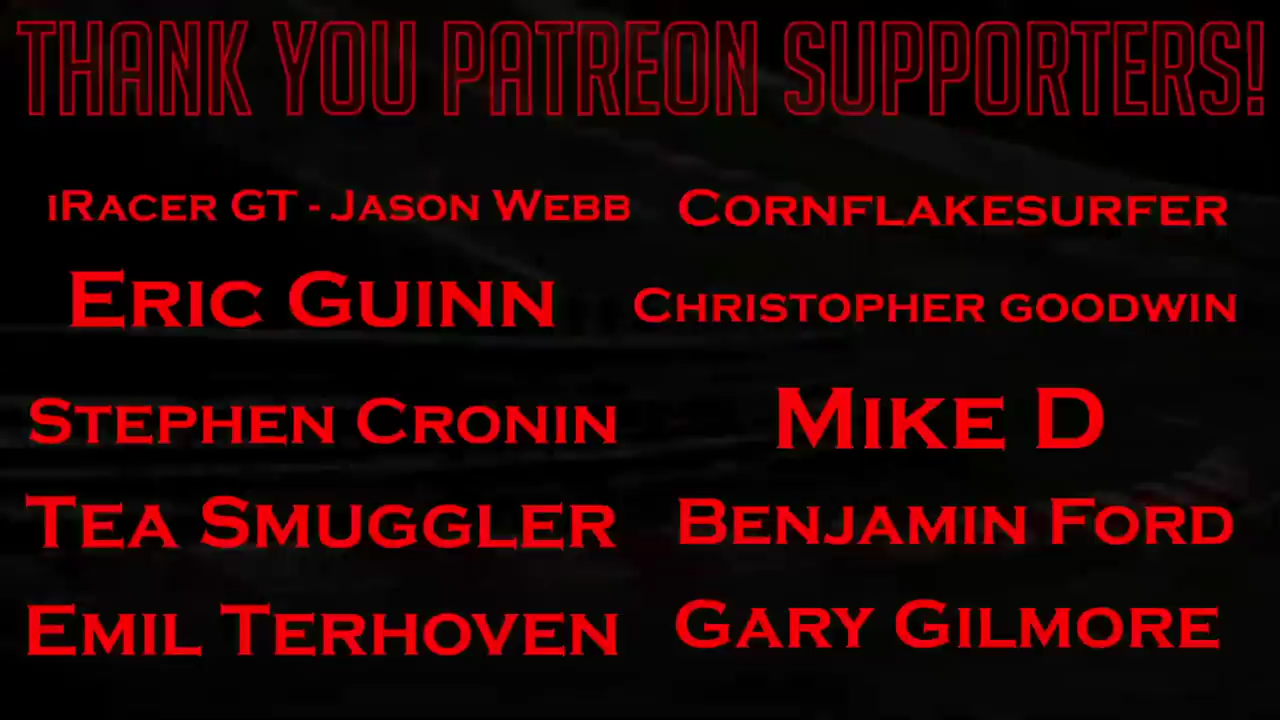 THANK YOU PATREON SUPPORTERS!
iRacer GT - Jason Webb
Cornflakesurfer
Eric Guinn
Christopher goodwin
Stephen Cronin
Mike D
Tea Smuggler
Benjamin Ford
Emil Terhoven
Gary Gilmore